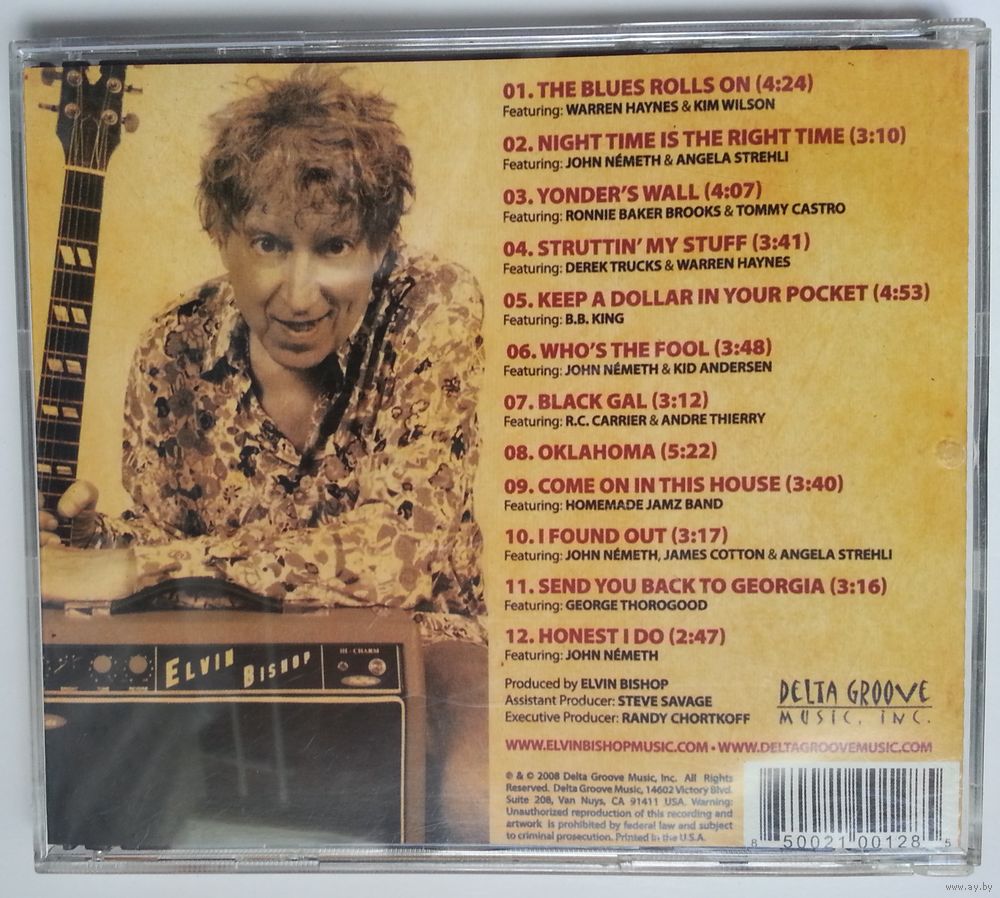 01. THE BLUES ROLLS ON (4:24)
Featuring: WARREN HAYNES & KIM WILSON
02. NIGHT TIME IS THE RIGHT TIME (3:10)
Featuring: JOHN NÉMETH & ANGELA STREHLI
03. YONDER'S WALL (4:07)
Featuring: RONNIE BAKER BROOKS & TOMMY CASTRO
04. STRUTTIN' MY STUFF (3:41)
Featuring: DEREK TRUCKS & WARREN HAYNES
05. KEEP A DOLLAR IN YOUR POCKET (4:53)
Featuring: B.B. KING
06. WHO'S THE FOOL (3:48)
Featuring: JOHN NÉMETH & KID ANDERSEN
07. BLACK GAL (3:12)
Featuring: R.C. CARRIER & ANDRE THIERRY
08. OKLAHOMA (5:22)
09. COME ON IN THIS HOUSE (3:40)
Featuring: HOMEMADE JAMZ BAND
10. I FOUND OUT (3:17)
Featuring: JOHN NÉMETH, JAMES COTTON & ANGELA STREHLI
11. SEND YOU BACK TO GEORGIA (3:16)
Featuring: GEORGE THOROGOOD
12. HONEST I DO (2:47)
Featuring: JOHN NÉMETH
HI-CHARM
ELVIN BISHOP
Produced by ELVIN BISHOP
Assistant Producer: STEVE SAVAGE
Executive Producer: RANDY CHORTKOFF
DELTA GROOVE
MUSIC, INC.
WWW.ELVINBISHOPMUSIC.COM • WWW.DELTAGROOVEMUSIC.COM
℗ & © 2008 Delta Groove Music, Inc. All Rights
Reserved. Delta Groove Music, 14602 Victory Blvd.
Suite 208, Van Nuys, CA 91411 USA. Warning:
Unauthorized reproduction of this recording and
artwork is prohibited by federal law and subject
to criminal prosecution. Printed in the U.S.A.
8 50021 00128 5
www.ay.by